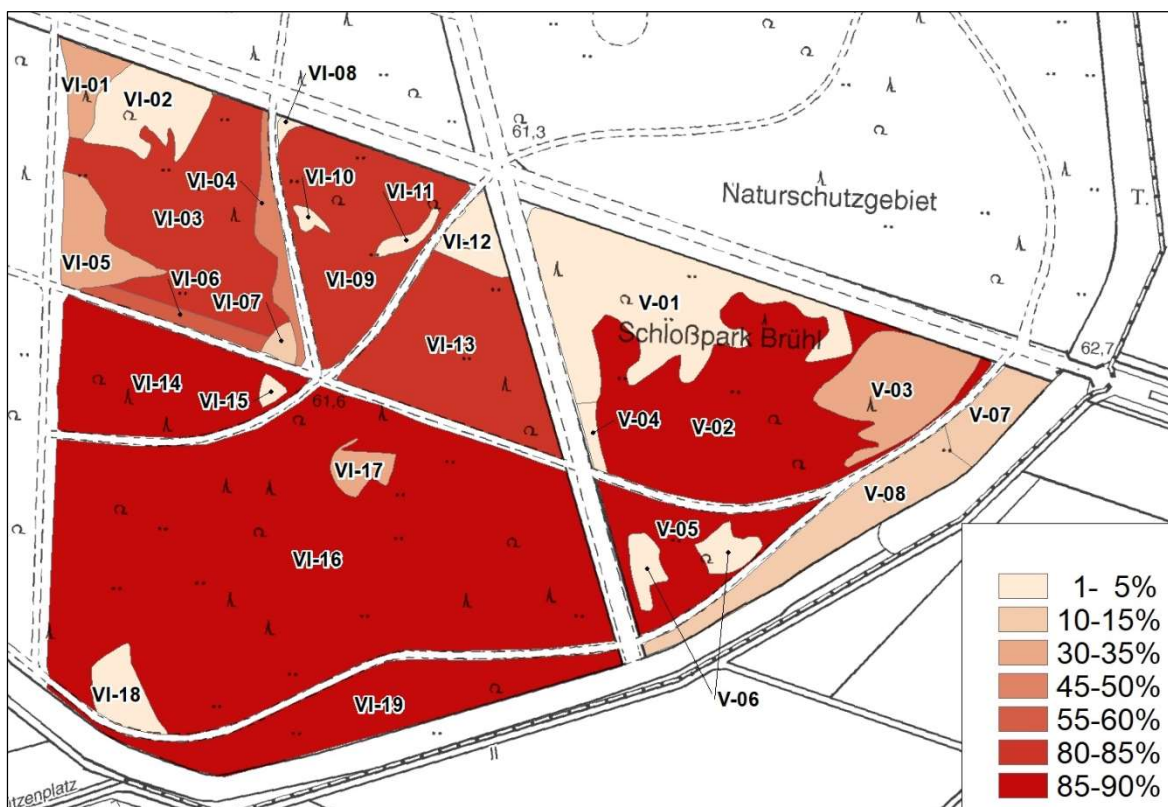 VI-01
VI-02
VI-08
61,3
VI-04
VI-10
VI-11
Naturschutzgebiet
T.
VI-03
VI-12
VI-05
VI-06
VI-09
VI-07
V-01
Schloßpark Brühl
VI-13
62,7
VI-14
VI-15
61,6
V-04
V-02
V-03
V-07
VI-17
V-08
V-05
VI-16
VI-18
VI-19
V-06
II
itzenplatz
1- 5%
10-15%
30-35%
45-50%
55-60%
80-85%
85-90%